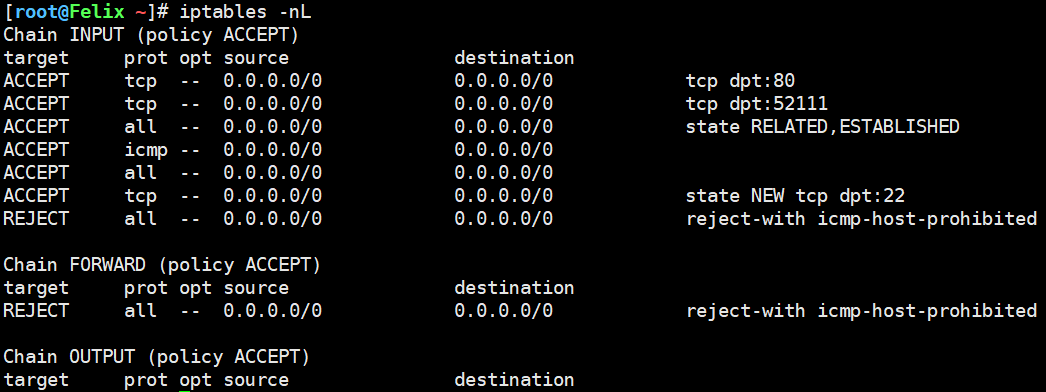 [root@Felix ~]# iptables -nL
Chain INPUT (policy ACCEPT)
target     prot opt source               destination
ACCEPT     tcp  --  0.0.0.0/0            0.0.0.0/0            tcp dpt:80
ACCEPT     tcp  --  0.0.0.0/0            0.0.0.0/0            tcp dpt:52111
ACCEPT     all  --  0.0.0.0/0            0.0.0.0/0            state RELATED,ESTABLISHED
ACCEPT     icmp --  0.0.0.0/0            0.0.0.0/0
ACCEPT     all  --  0.0.0.0/0            0.0.0.0/0
ACCEPT     tcp  --  0.0.0.0/0            0.0.0.0/0            state NEW tcp dpt:22
REJECT     all  --  0.0.0.0/0            0.0.0.0/0            reject-with icmp-host-prohibited

Chain FORWARD (policy ACCEPT)
target     prot opt source               destination
REJECT     all  --  0.0.0.0/0            0.0.0.0/0            reject-with icmp-host-prohibited

Chain OUTPUT (policy ACCEPT)
target     prot opt source               destination